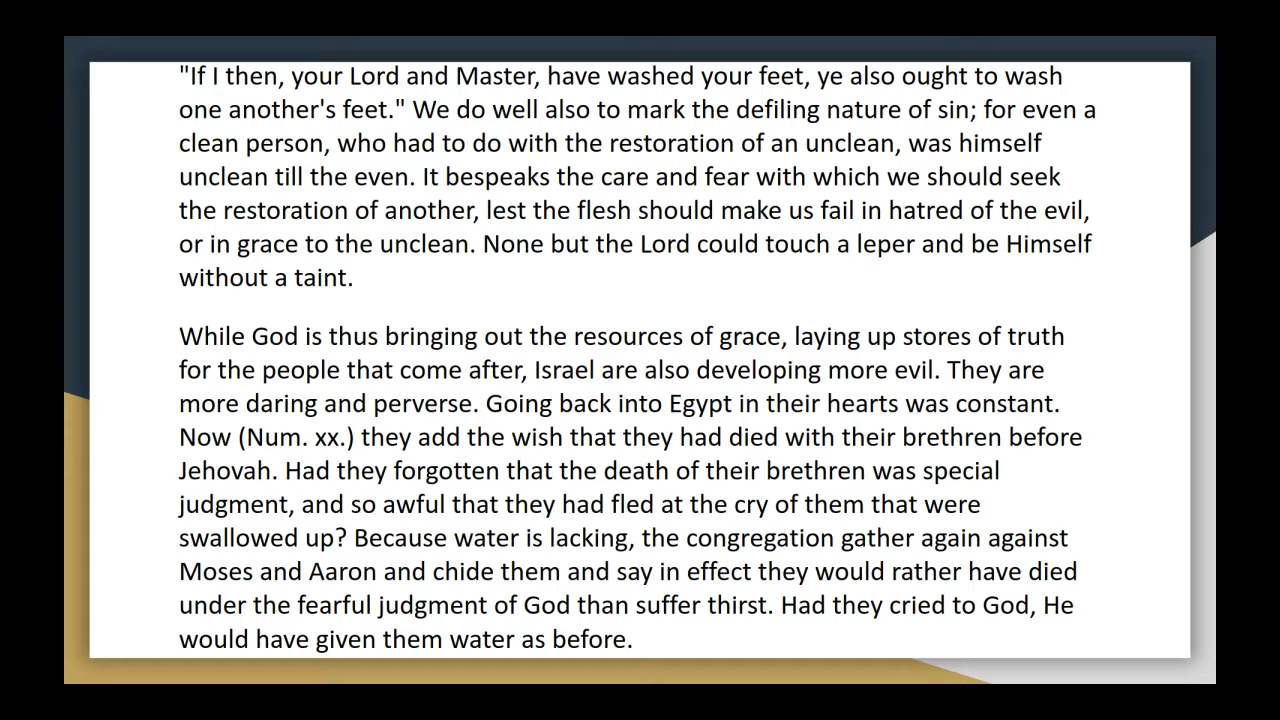 "If I then, your Lord and Master, have washed your feet, ye also ought to wash
one another's feet." We do well also to mark the defiling nature of sin; for even a
clean person, who had to do with the restoration of an unclean, was himself
unclean till the even. It bespeaks the care and fear with which we should seek
the restoration of another, lest the flesh should make us fail in hatred of the evil,
or in grace to the unclean. None but the Lord could touch a leper and be Himself
without a taint.
While God is thus bringing out the resources of grace, laying up stores of truth
for the people that come after, Israel are also developing more evil. They are
more daring and perverse. Going back into Egypt in their hearts was constant.
Now (Num. xx.) they add the wish that they had died with their brethren before
Jehovah. Had they forgotten that the death of their brethren was special
judgment, and so awful that they had fled at the cry of them that were
swallowed up? Because water is lacking, the congregation gather again against
Moses and Aaron and chide them and say in effect they would rather have died
under the fearful judgment of God than suffer thirst. Had they cried to God, He
would have given them water as before.